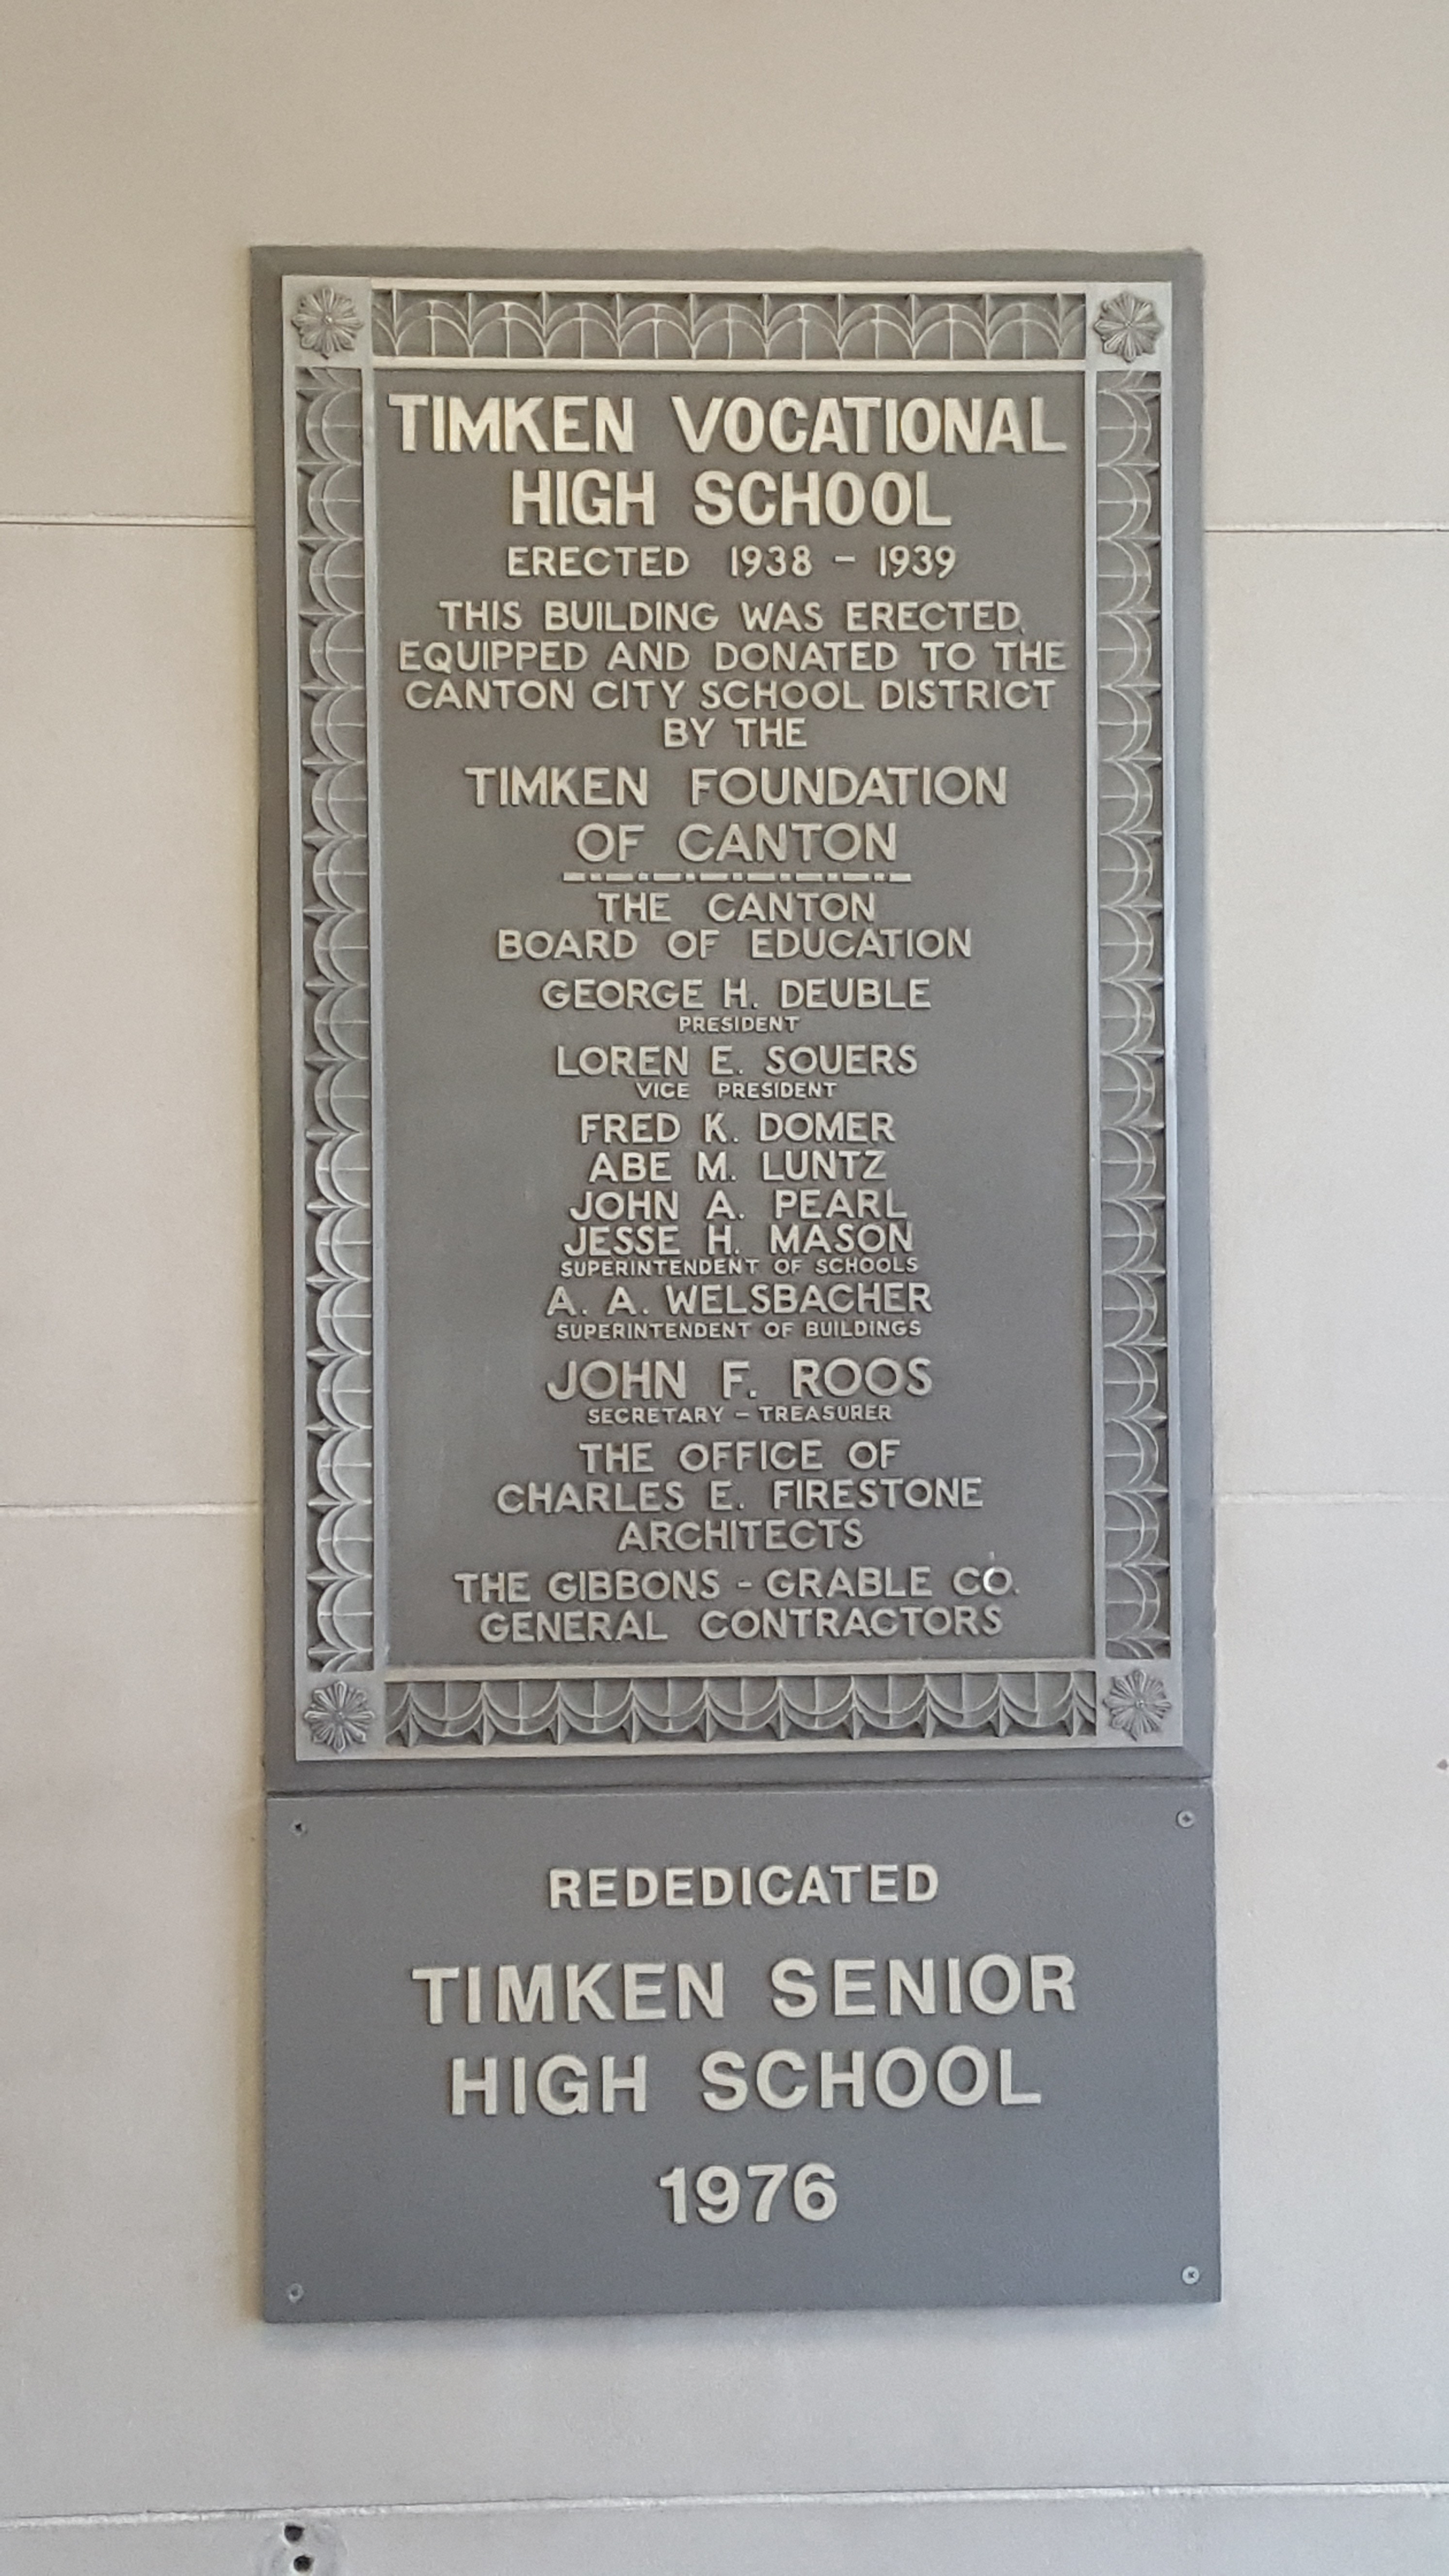 TIMKEN VOCATIONAL
HIGH SCHOOL
ERECTED 1938 - 1939
THIS BUILDING WAS ERECTED,
EQUIPPED AND DONATED TO THE
CANTON CITY SCHOOL DISTRICT
BY THE
TIMKEN FOUNDATION
OF CANTON
THE CANTON
BOARD OF EDUCATION
GEORGE H. DEUBLE
PRESIDENT
LOREN E. SOUERS
VICE PRESIDENT
FRED K. DOMER
ABE M. LUNTZ
JOHN A. PEARL
JESSE H. MASON
SUPERINTENDENT OF SCHOOLS
A. A. WELSBACHER
SUPERINTENDENT OF BUILDINGS
JOHN F. ROOS
SECRETARY - TREASURER
THE OFFICE OF
CHARLES E. FIRESTONE
ARCHITECTS
THE GIBBONS - GRABLE CO.
GENERAL CONTRACTORS
REDEDICATED
TIMKEN SENIOR
HIGH SCHOOL
1976